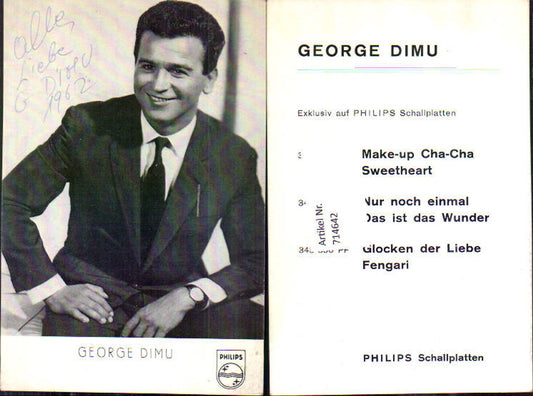 Alles
Liebe
G Dimu
1962
GEORGE DIMU
PHILIPS
GEORGE DIMU
Exklusiv auf PHILIPS Schallplatten
Make-up Cha-Cha
Sweetheart
Nur noch einmal
Das ist das Wunder
Glocken der Liebe
Fengari
Artikel Nr.
714642
PHILIPS Schallplatten